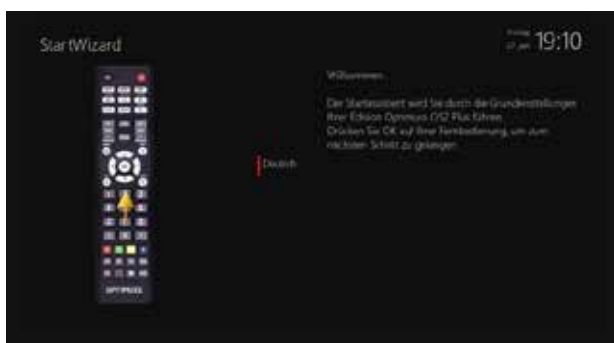 StartWizard
19:10
Willkommen
Der Startassistent wird Sie durch die Grundeinstellungen
Ihrer Edision Optimuss OS2 Plus führen.
Drücken Sie OK auf Ihrer Fernbedienung, um zum
nächsten Schritt zu gelangen.
Deutsch
OPTIMUSS